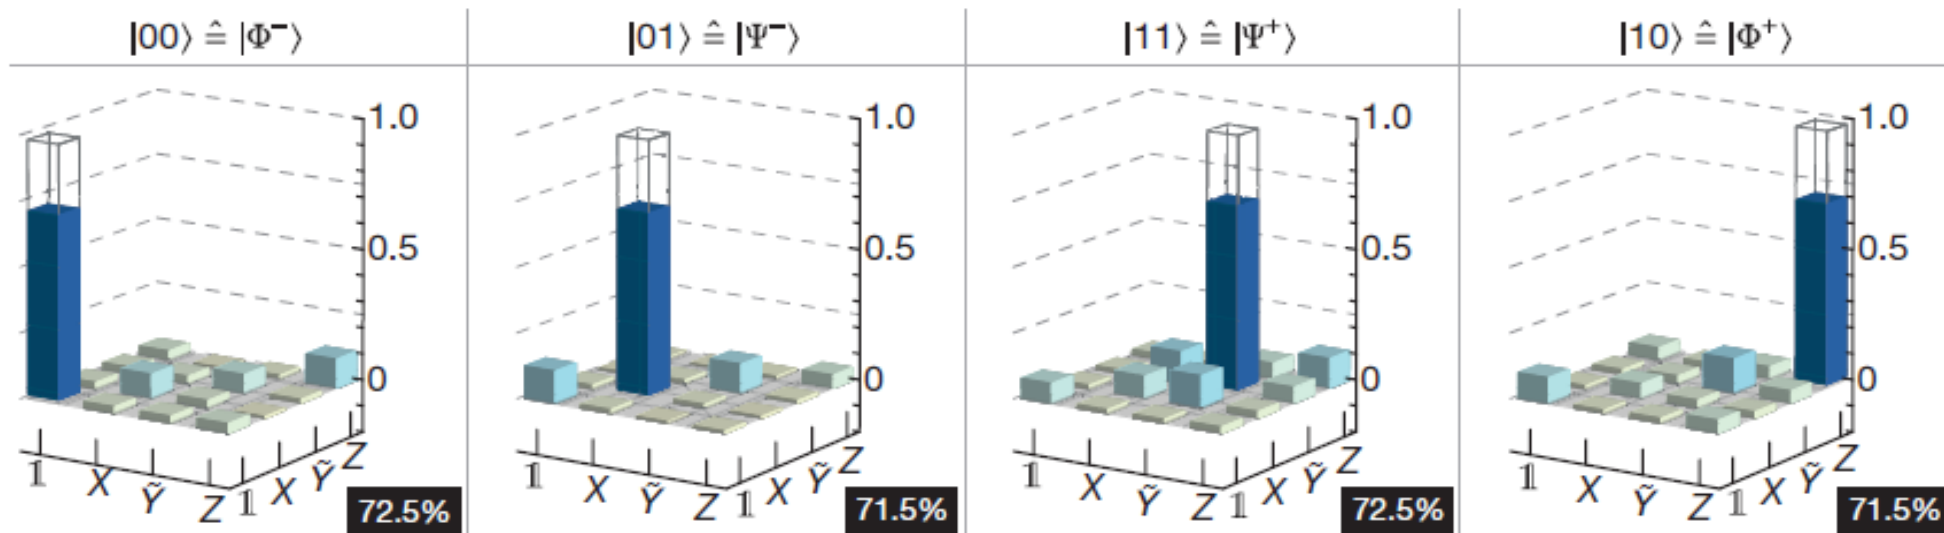 |00⟩ ≙ |Φ⁻⟩
|01⟩ ≙ |Ψ⁻⟩
|11⟩ ≙ |Ψ⁺⟩
|10⟩ ≙ |Φ⁺⟩
1.0
0.5
0
𝟙 X Ỹ Z
𝟙 X Ỹ Z
72.5%
1.0
0.5
0
𝟙 X Ỹ Z
𝟙 X Ỹ Z
71.5%
1.0
0.5
0
𝟙 X Ỹ Z
𝟙 X Ỹ Z
72.5%
1.0
0.5
0
𝟙 X Ỹ Z
𝟙 X Ỹ Z
71.5%